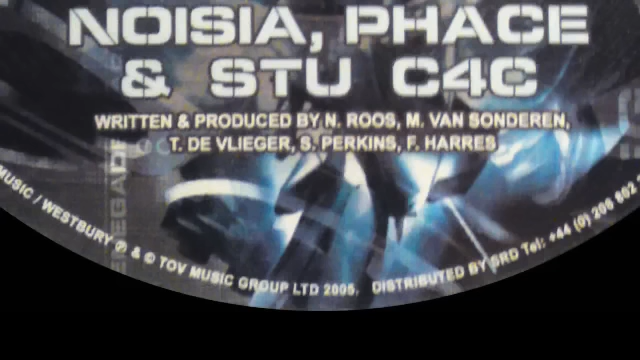 NOISIA, PHACE
& STU C4C
WRITTEN & PRODUCED BY N. ROOS, M. VAN SONDEREN,
T. DE VLIEGER, S. PERKINS, F. HARRES
MUSIC / WESTBURY ℗ & © TOV MUSIC GROUP LTD 2005. DISTRIBUTED BY SRD Tel: +44 (0) 208 802
RENEGADE